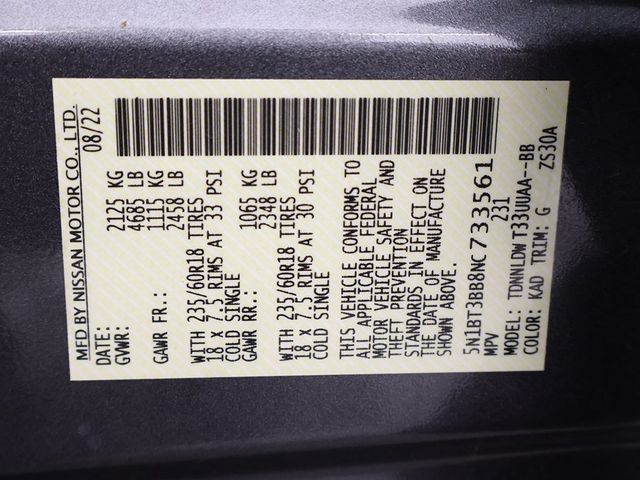 MFD BY NISSAN MOTOR CO., LTD.
DATE: 08/22
GVWR: 2125 KG
4685 LB
GAWR FR.: 1115 KG
2458 LB
WITH 235/60R18 TIRES
18 X 7.5 RIMS AT 33 PSI
COLD SINGLE
GAWR RR.: 1065 KG
2348 LB
WITH 235/60R18 TIRES
18 X 7.5 RIMS AT 30 PSI
COLD SINGLE
THIS VEHICLE CONFORMS TO
ALL APPLICABLE FEDERAL
MOTOR VEHICLE SAFETY AND
THEFT PREVENTION
STANDARDS IN EFFECT ON
THE DATE OF MANUFACTURE
SHOWN ABOVE.
5N1BT3BB8NC733561
MPV 231
MODEL: TDNNLDWT33UUAA--BB
COLOR: KAD TRIM: G ZS30A